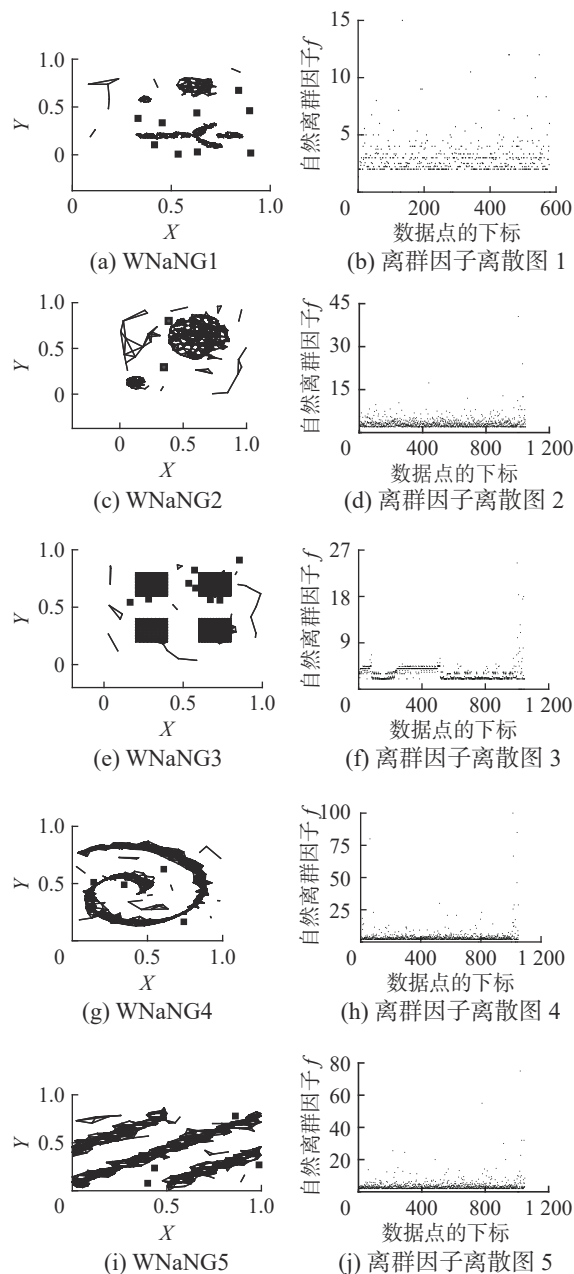 1.0
0.5
0
Y
0
0.5
1.0
X
(a) WNaNG1
15
10
5
0
200
400
600
自然离群因子f
数据点的下标
(b) 离群因子离散图 1
1.0
0.5
0
Y
0
0.5
1.0
X
(c) WNaNG2
45
30
15
0
400
800
1 200
自然离群因子f
数据点的下标
(d) 离群因子离散图 2
1.0
0.5
0
Y
0
0.5
1.0
X
(e) WNaNG3
27
18
9
0
400
800
1 200
自然离群因子f
数据点的下标
(f) 离群因子离散图 3
1.0
0.5
0
Y
0
0.5
1.0
X
(g) WNaNG4
100
75
50
25
0
400
800
1 200
自然离群因子f
数据点的下标
(h) 离群因子离散图 4
1.0
0.5
0
Y
0.5
1.0
X
(i) WNaNG5
80
60
40
20
0
400
800
1 200
自然离群因子f
数据点的下标
(j) 离群因子离散图 5